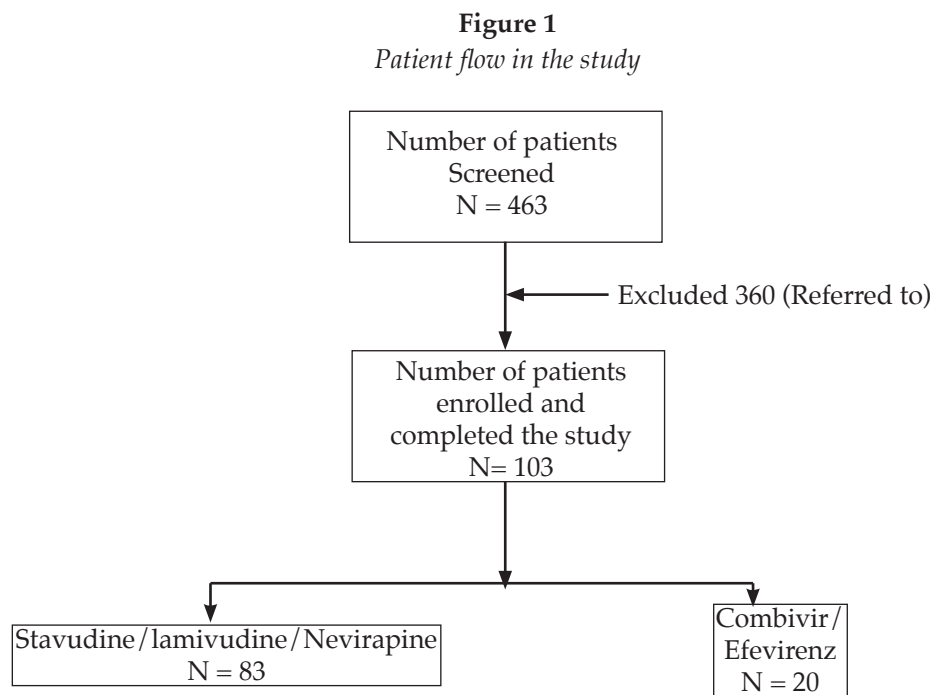 Figure 1
Patient flow in the study
Number of patients
Screened
N = 463
Excluded 360 (Referred to)
Number of patients
enrolled and
completed the study
N= 103
Stavudine/lamivudine/Nevirapine
N = 83
Combivir/
Efevirenz
N = 20